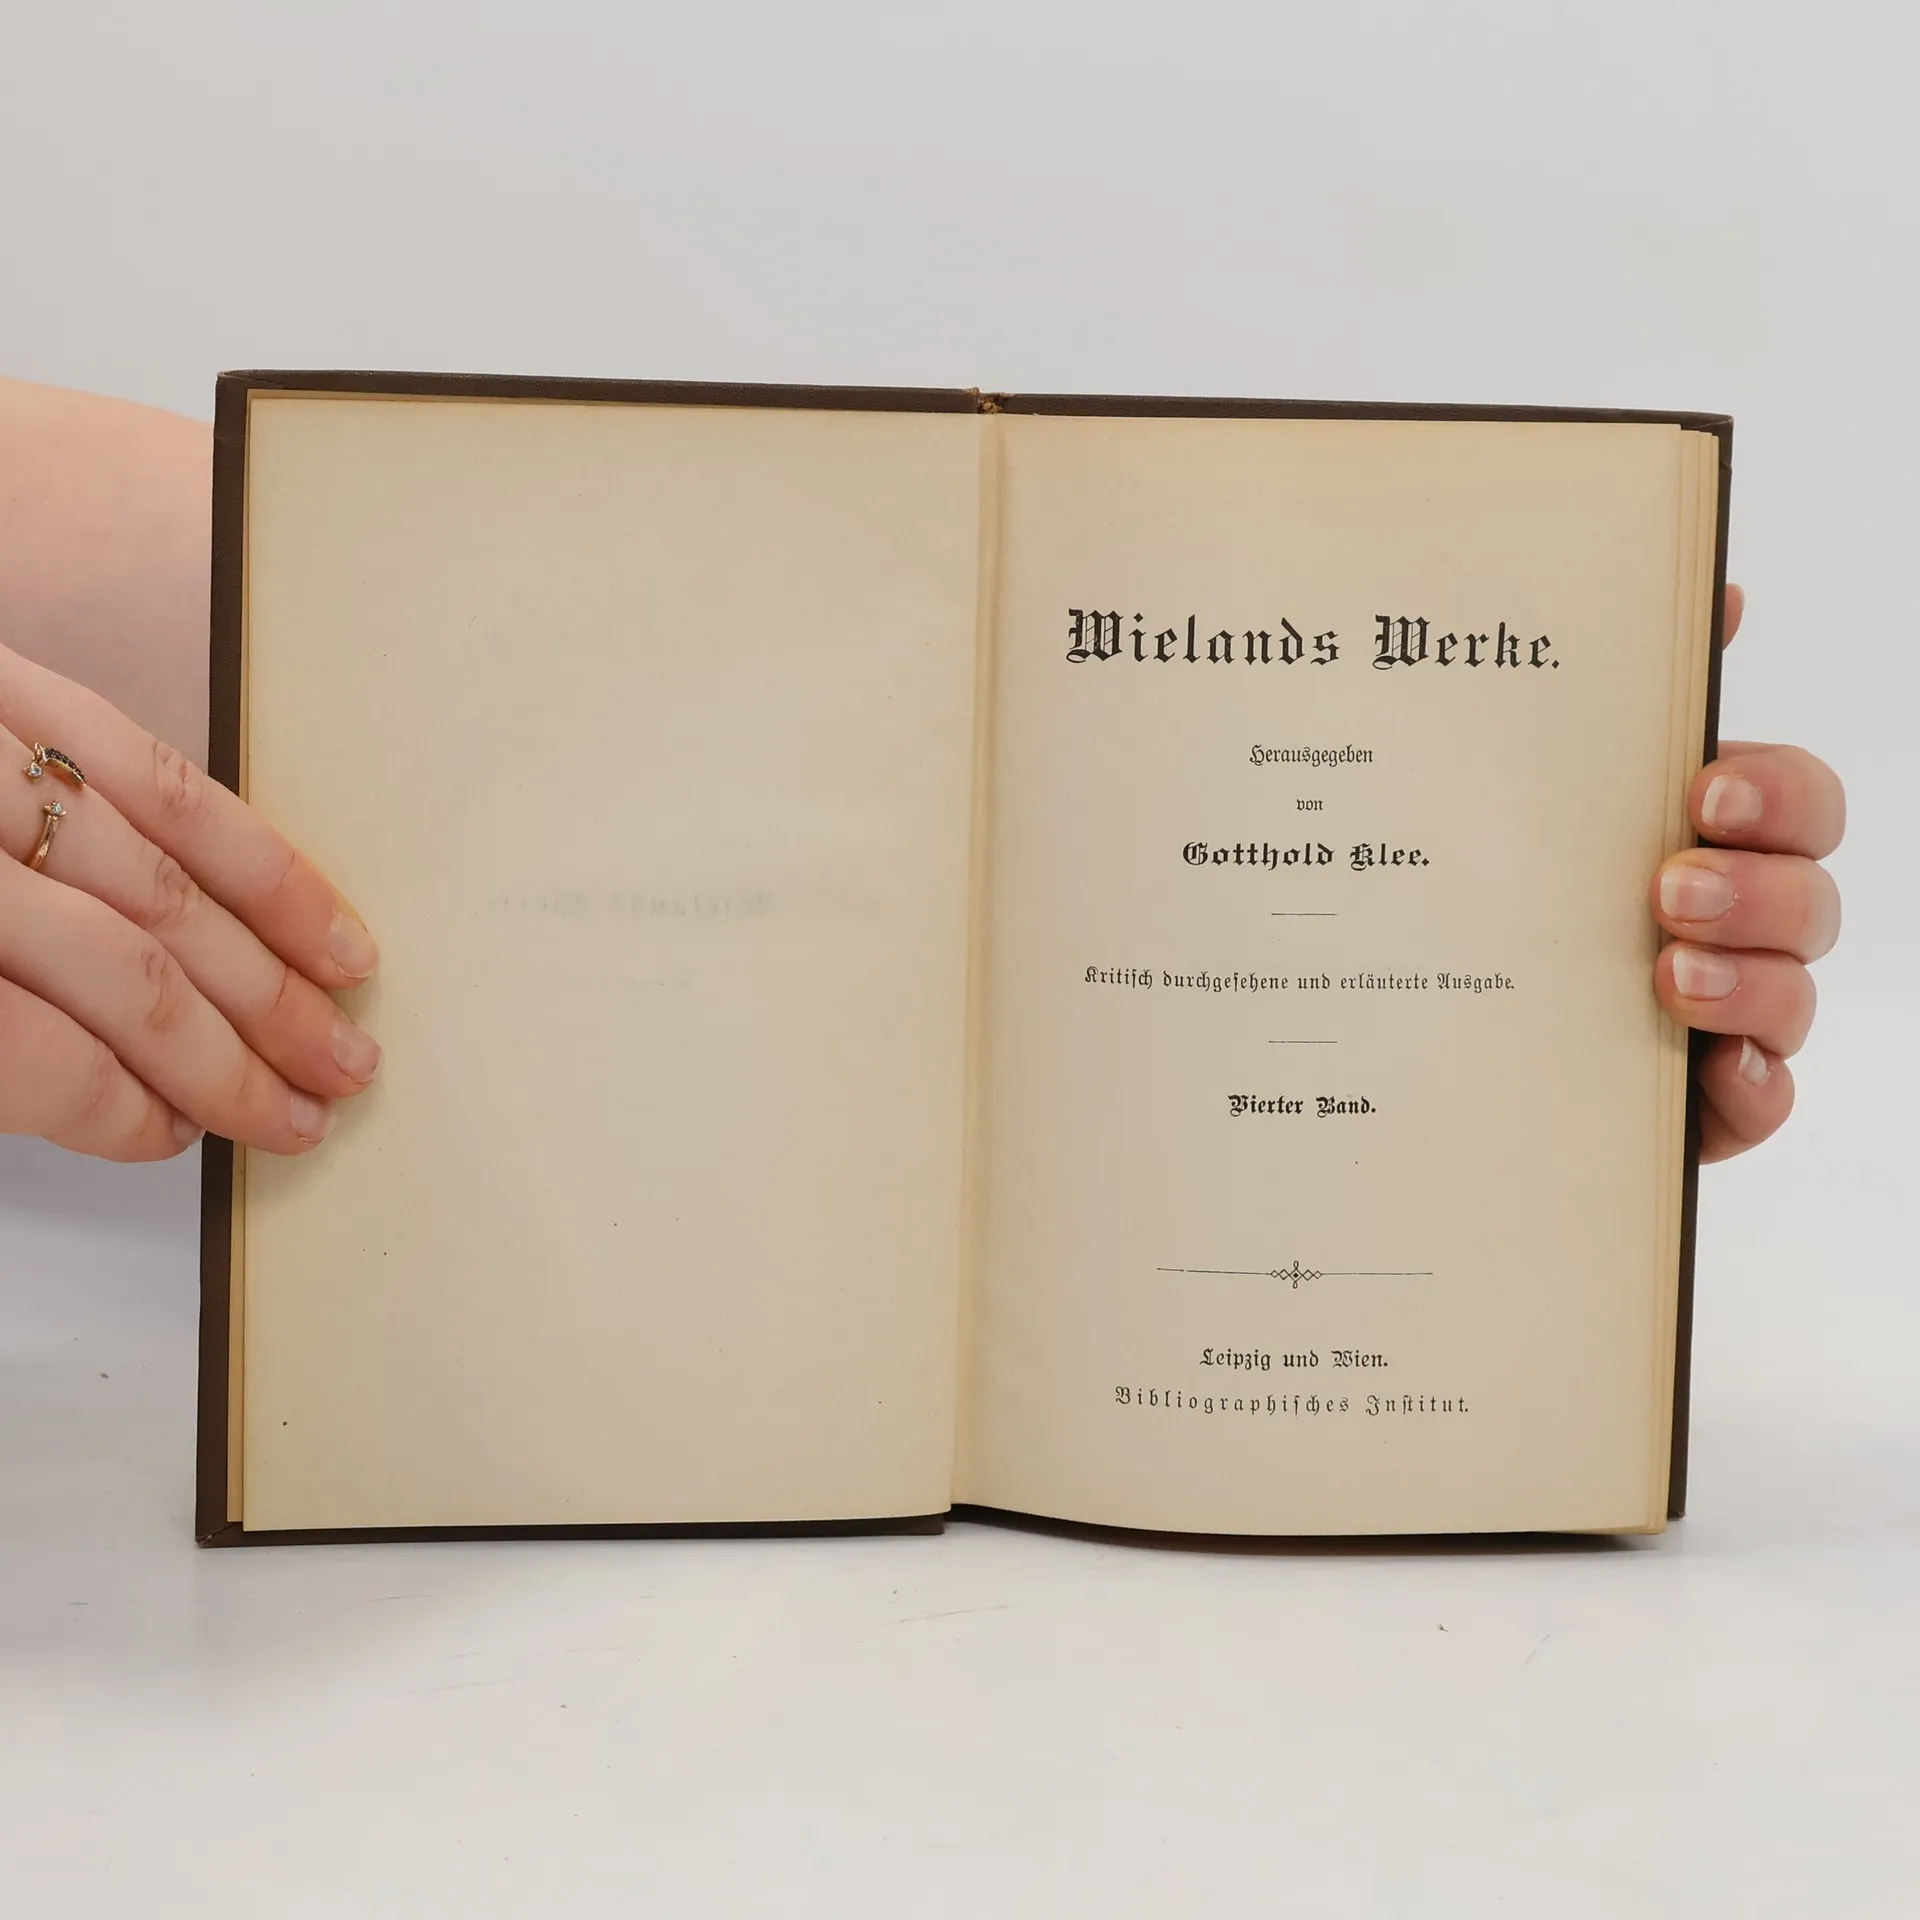 Wielands Werke.
Herausgegeben
von
Gotthold Klee.
Kritiſch durchgeſehene und erläuterte Ausgabe.
Vierter Band.
Leipzig und Wien.
Bibliographiſches Inſtitut.